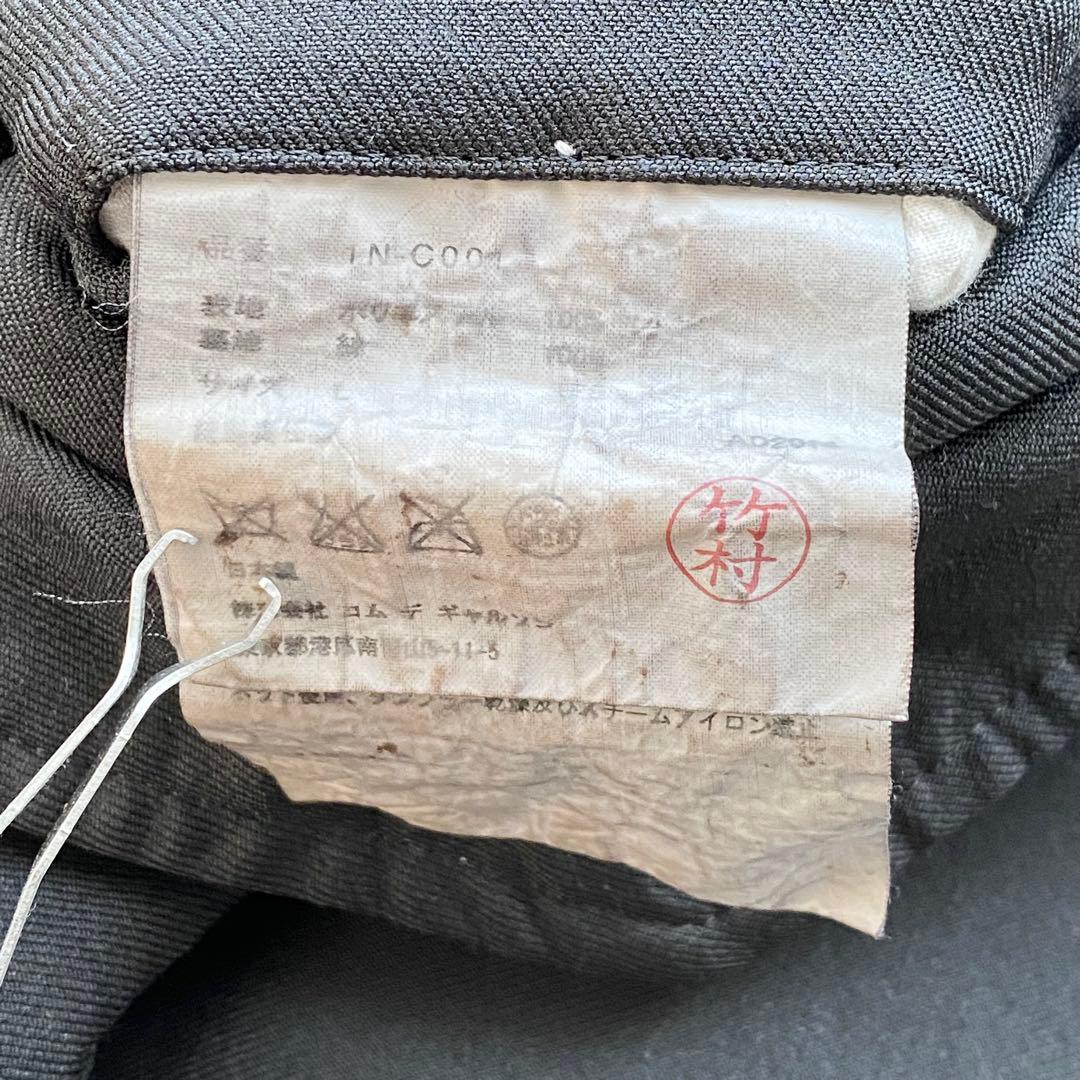 品番 1N-C001
表地 ポリエステル 100%
裏地 綿 100%
サイズ L
AD201
竹村
日本製
株式会社 コム デ ギャルソン
東京都港区南青山5-11-5
ネット使用、タンブラー乾燥及びスチームアイロン禁止